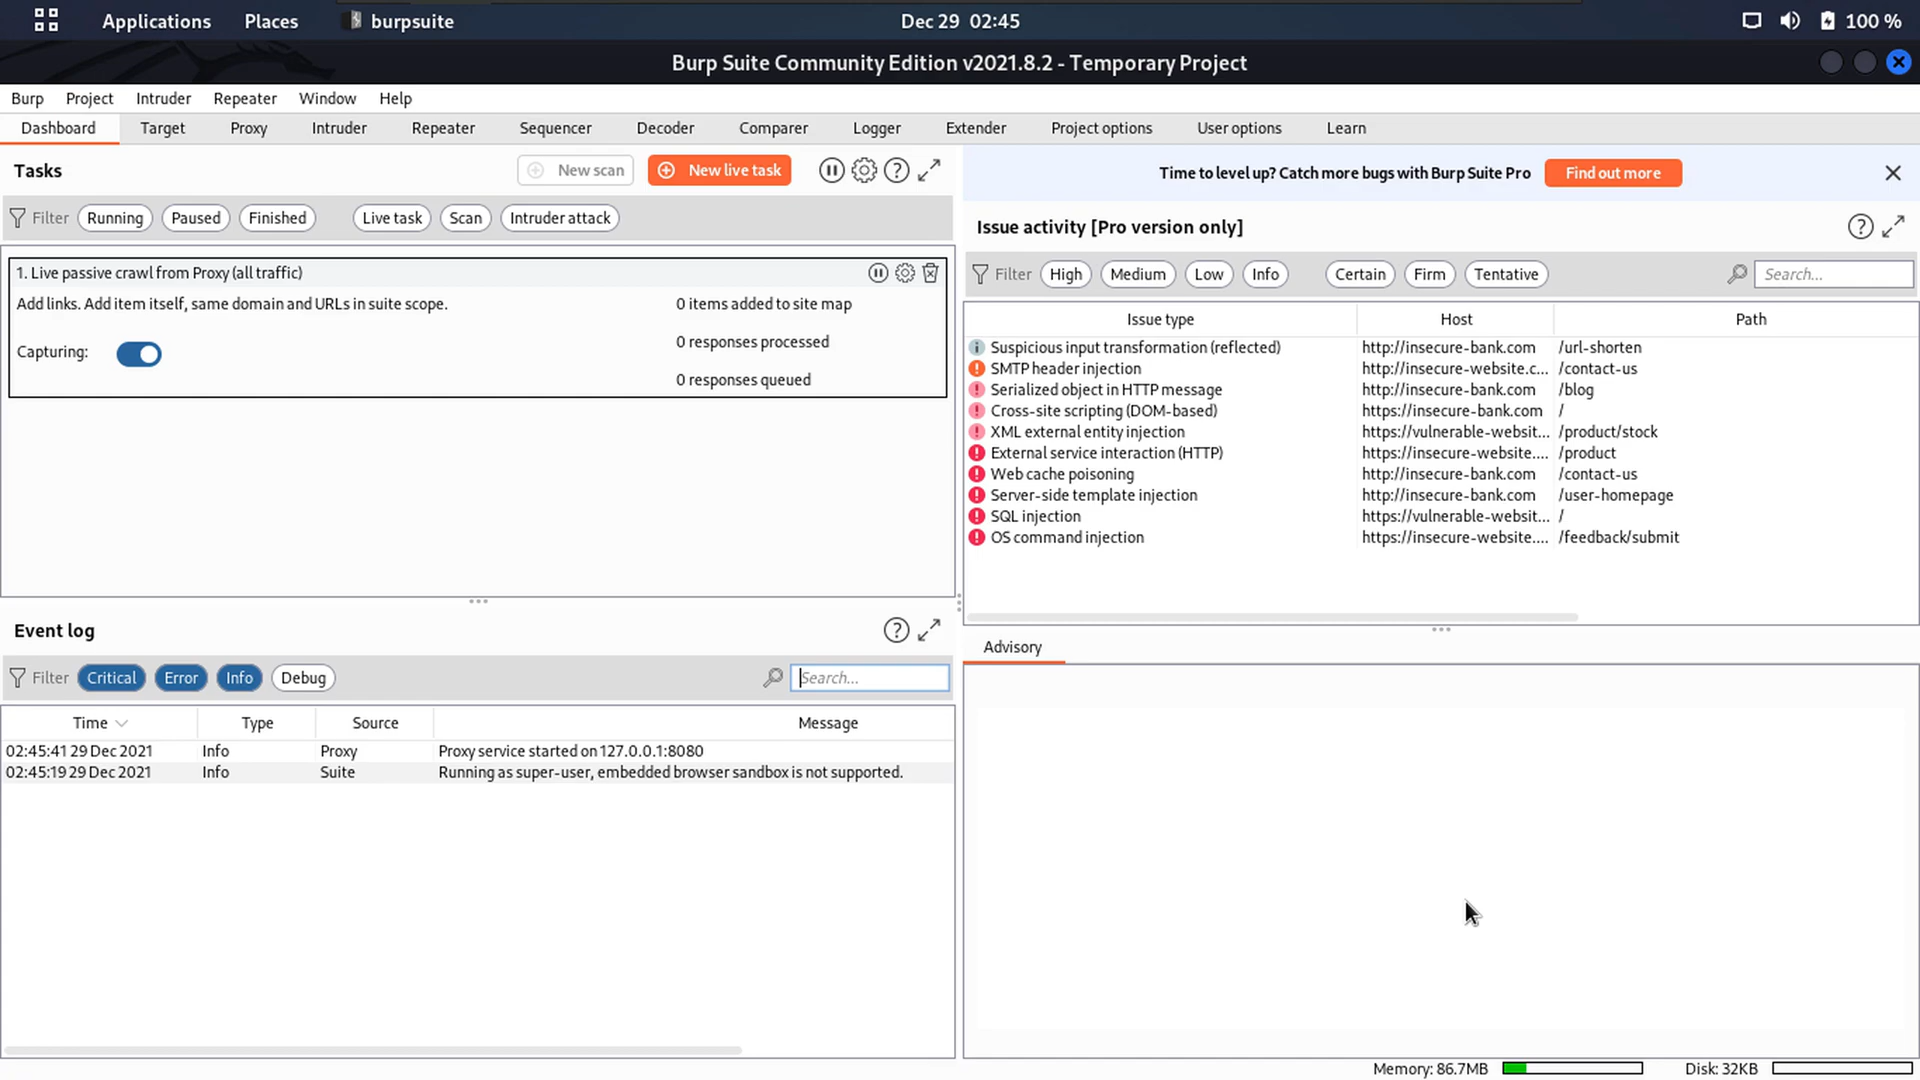 Applications Places burpsuite Dec 29 02:45 100 %
Burp Suite Community Edition v2021.8.2 - Temporary Project
Burp Project Intruder Repeater Window Help
Dashboard Target Proxy Intruder Repeater Sequencer Decoder Comparer Logger Extender Project options User options Learn
Tasks New scan New live task
Filter Running Paused Finished Live task Scan Intruder attack
1. Live passive crawl from Proxy (all traffic)
Add links. Add item itself, same domain and URLs in suite scope. 0 items added to site map
Capturing: 0 responses processed
0 responses queued
Time to level up? Catch more bugs with Burp Suite Pro Find out more
Issue activity [Pro version only]
Filter High Medium Low Info Certain Firm Tentative Search...
Issue type Host Path
Suspicious input transformation (reflected) http://insecure-bank.com /url-shorten
SMTP header injection http://insecure-website.c... /contact-us
Serialized object in HTTP message http://insecure-bank.com /blog
Cross-site scripting (DOM-based) https://insecure-bank.com /
XML external entity injection https://vulnerable-websit... /product/stock
External service interaction (HTTP) https://insecure-website.... /product
Web cache poisoning http://insecure-bank.com /contact-us
Server-side template injection http://insecure-bank.com /user-homepage
SQL injection https://vulnerable-websit... /
OS command injection https://insecure-website.... /feedback/submit
Event log
Filter Critical Error Info Debug Search...
Time Type Source Message
02:45:41 29 Dec 2021 Info Proxy Proxy service started on 127.0.0.1:8080
02:45:19 29 Dec 2021 Info Suite Running as super-user, embedded browser sandbox is not supported.
Advisory
Memory: 86.7MB Disk: 32KB